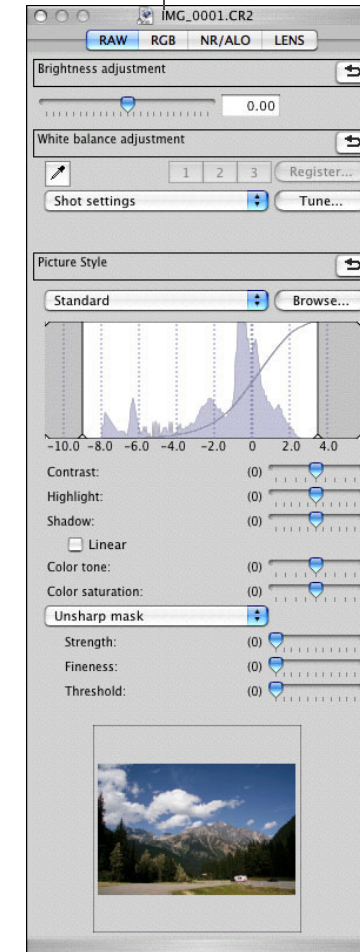 IMG_0001.CR2
RAW RGB NR/ALO LENS
Brightness adjustment
0.00
White balance adjustment
1 2 3 Register...
Shot settings Tune...
Picture Style
Standard Browse...
-10.0 -8.0 -6.0 -4.0 -2.0 0 2.0 4.0
Contrast: (0)
Highlight: (0)
Shadow: (0)
Linear
Color tone: (0)
Color saturation: (0)
Unsharp mask
Strength: (0)
Fineness: (0)
Threshold: (0)